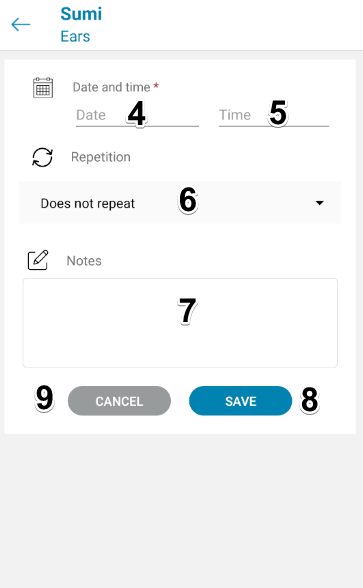 Sumi
Ears
Date and time *
Date 4 Time 5
Repetition
Does not repeat 6
Notes
7
9 CANCEL SAVE 8